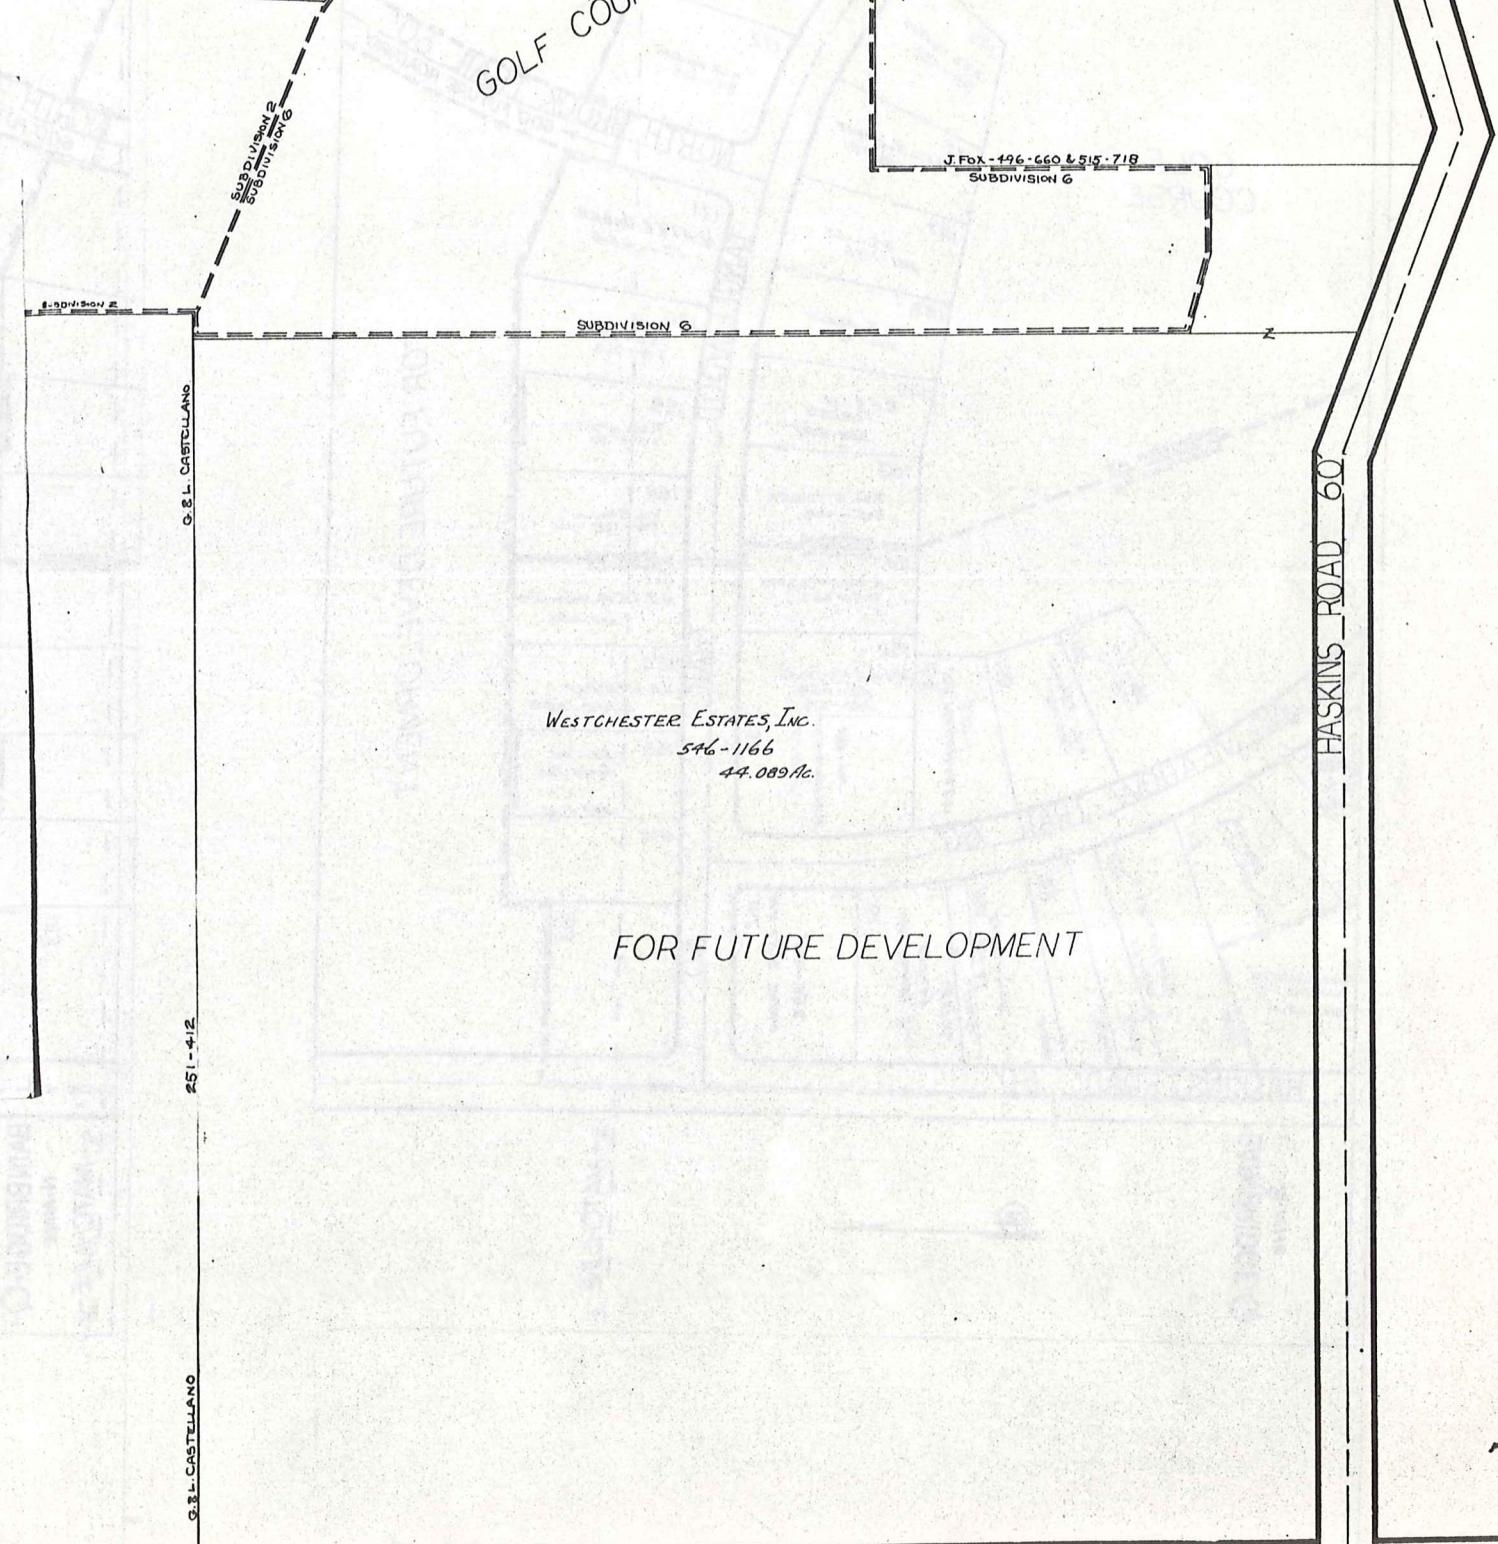 GOLF
SUBDIVISION 2
SUBDIVISION 6
J. FOX - 496-660 & 515-718
SUBDIVISION 6
SUBDIVISION 2
SUBDIVISION 6
Z
G. & L. CASTELLANO
HASKINS ROAD 60'
WESTCHESTER ESTATES, INC.
546-1166
44.089 Ac.
FOR FUTURE DEVELOPMENT
251-412
G. & L. CASTELLANO